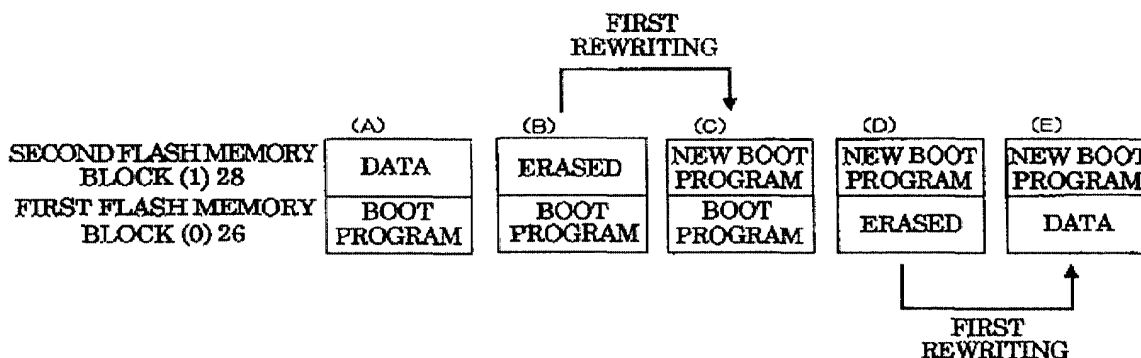 FIRST
REWRITING
(A) (B) (C) (D) (E)
SECOND FLASH MEMORY
BLOCK (1) 28
DATA
ERASED
NEW BOOT
PROGRAM
NEW BOOT
PROGRAM
NEW BOOT
PROGRAM
FIRST FLASH MEMORY
BLOCK (0) 26
BOOT
PROGRAM
BOOT
PROGRAM
BOOT
PROGRAM
ERASED
DATA
FIRST
REWRITING